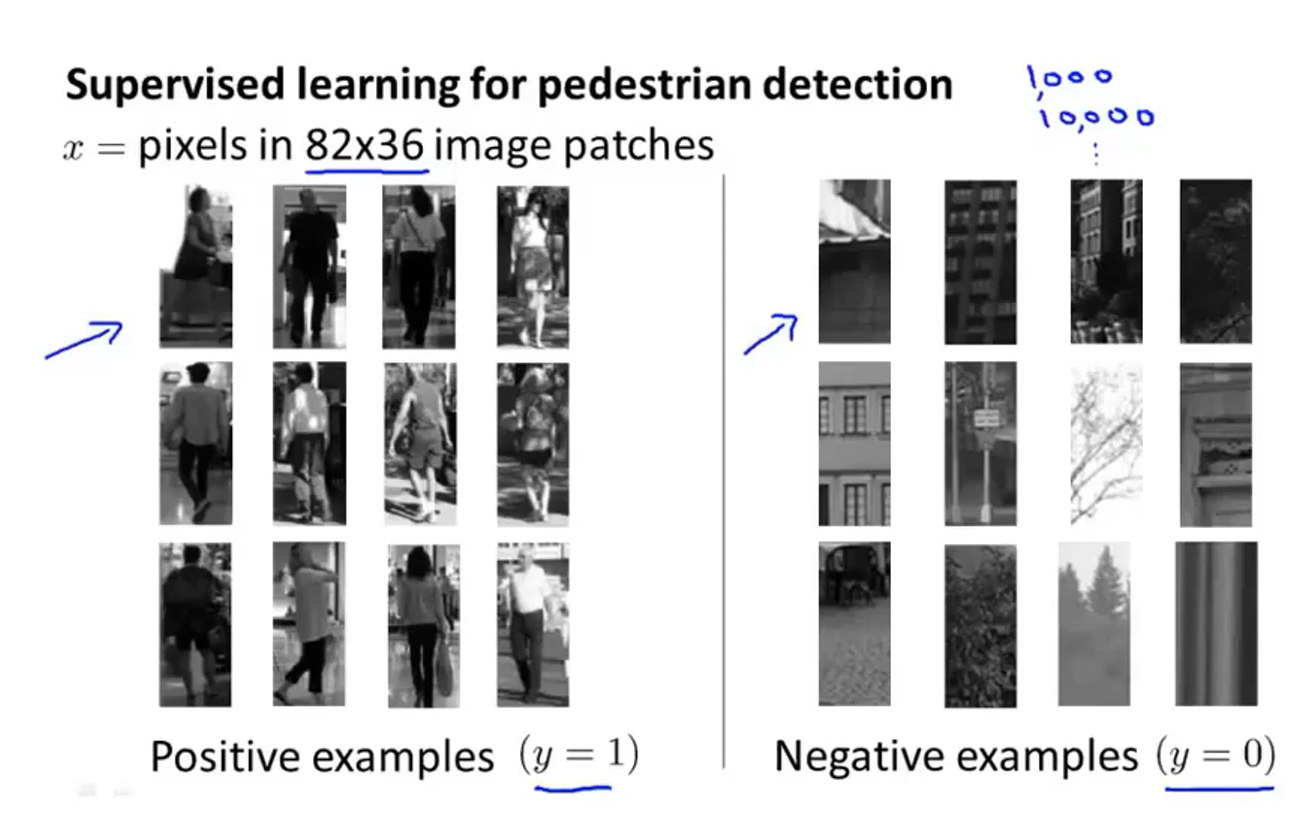 Supervised learning for pedestrian detection
1,000
10,000
x = pixels in 82x36 image patches
Positive examples (y = 1)
Negative examples (y = 0)